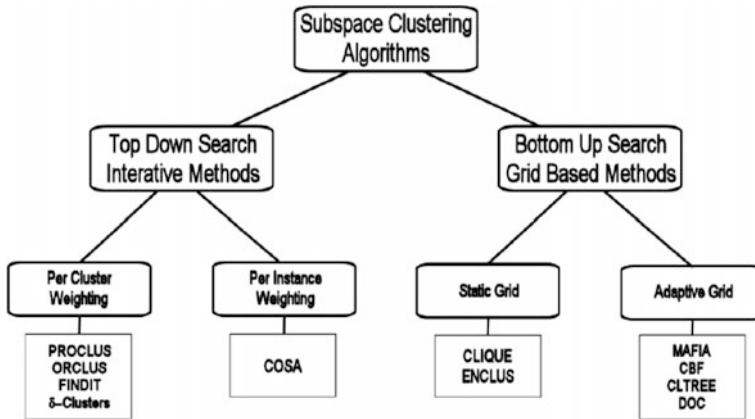 Subspace Clustering
Algorithms
Top Down Search
Interative Methods
Bottom Up Search
Grid Based Methods
Per Cluster
Weighting
Per Instance
Weighting
Static Grid
Adaptive Grid
PROCLUS
ORCLUS
FINDIT
δ–Clusters
COSA
CLIQUE
ENCLUS
MAFIA
CBF
CLTREE
DOC